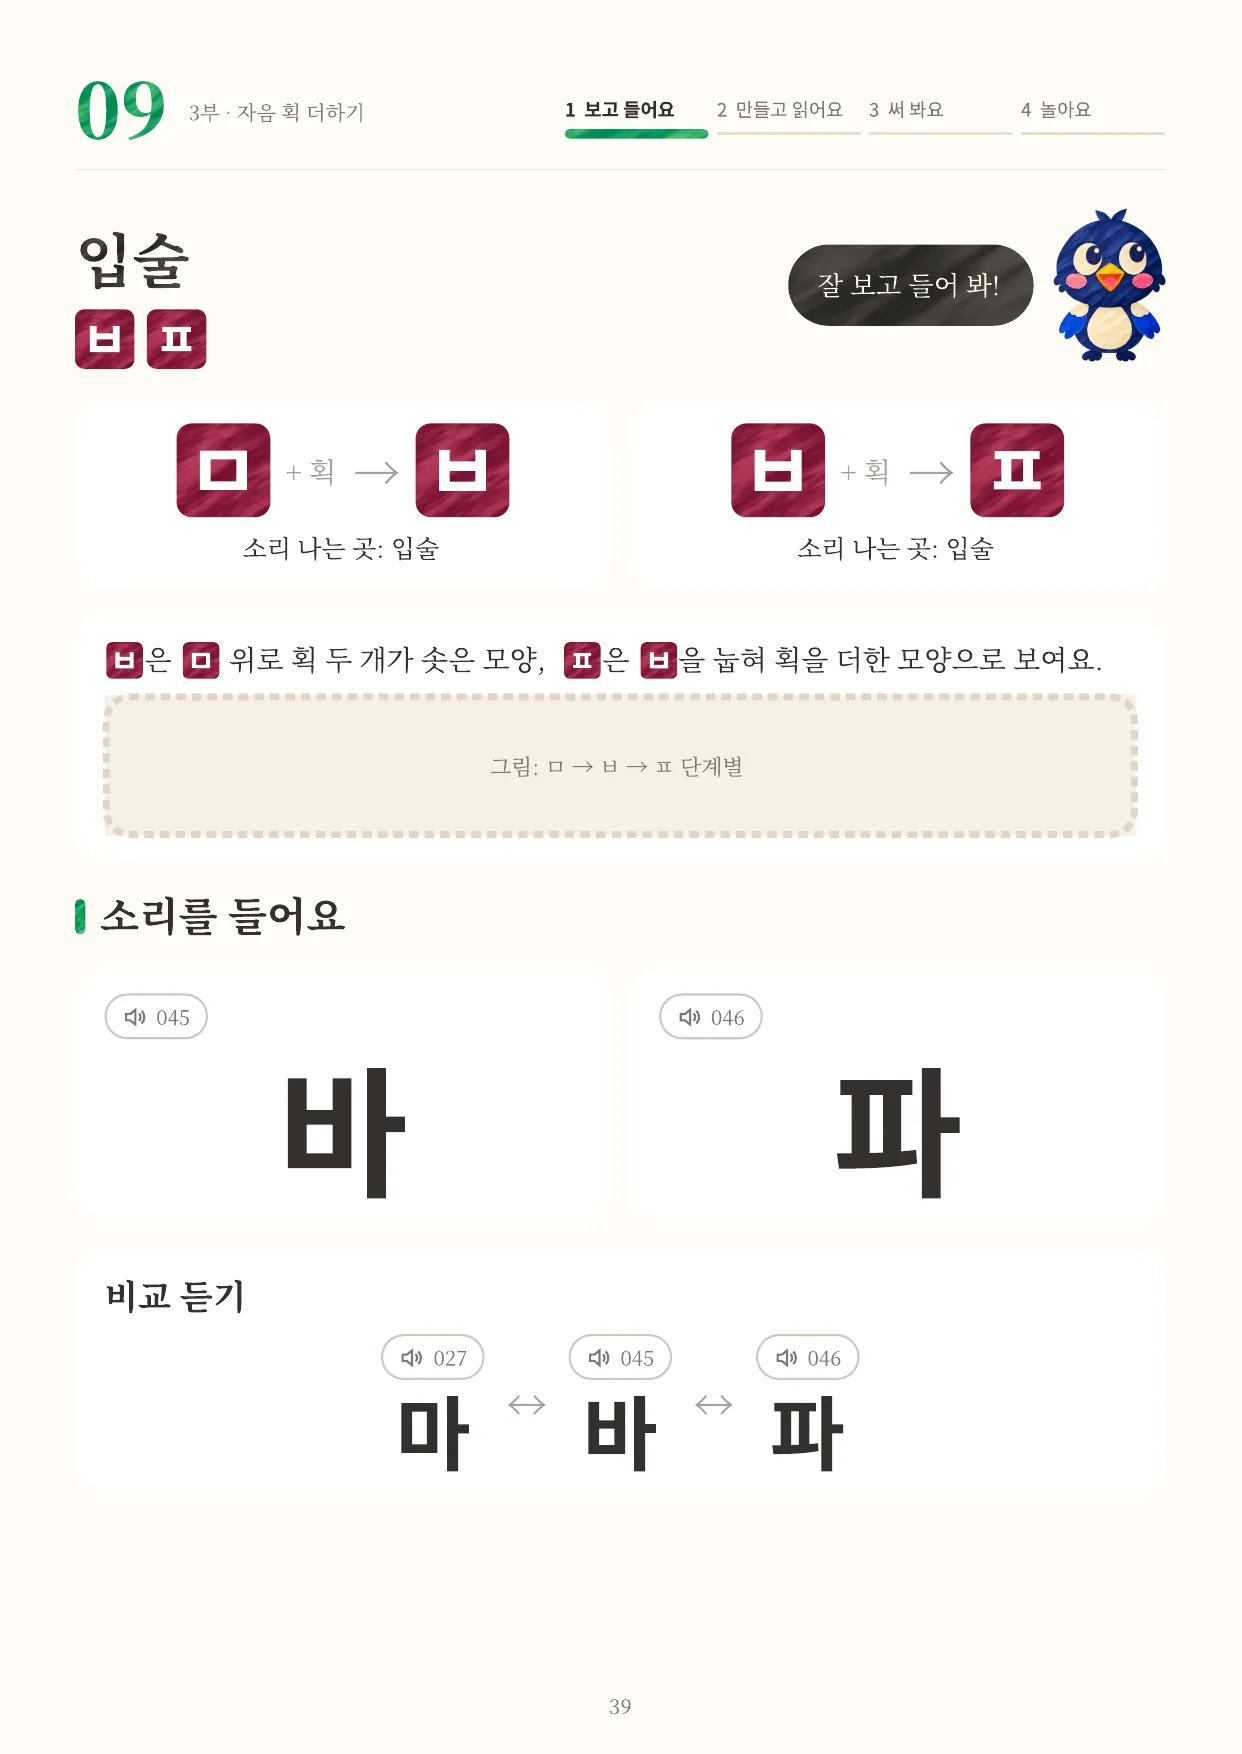 09 3부 · 자음 획 더하기
1 보고 들어요 2 만들고 읽어요 3 써 봐요 4 놀아요
입술
잘 보고 들어 봐!
ㅂ ㅍ
ㅁ + 획 → ㅂ
소리 나는 곳: 입술
ㅂ + 획 → ㅍ
소리 나는 곳: 입술
ㅂ은 ㅁ 위로 획 두 개가 솟은 모양, ㅍ은 ㅂ을 눕혀 획을 더한 모양으로 보여요.
그림: ㅁ → ㅂ → ㅍ 단계별
소리를 들어요
045
바
046
파
비교 듣기
027 045 046
마 ↔ 바 ↔ 파
39